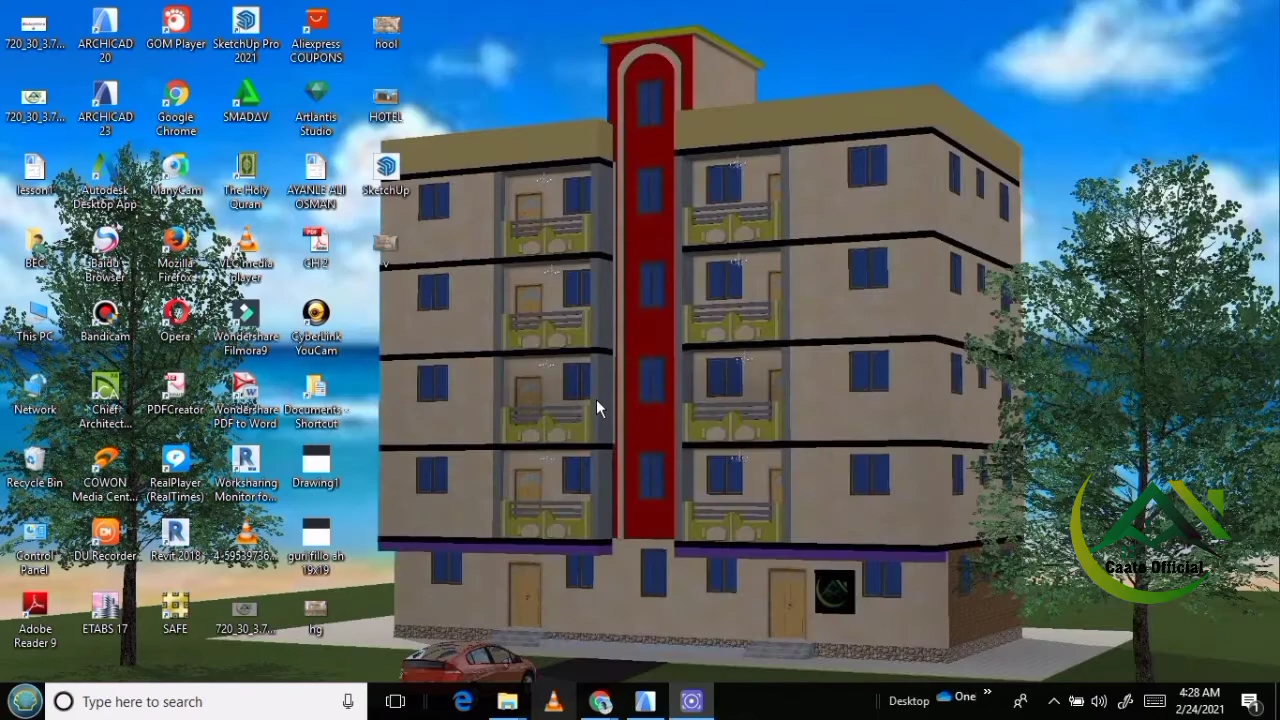 720_30_3.7...
ARCHICAD
20
GOM Player
SketchUp Pro
2021
Aliexpress
COUPONS
hool
720_30_3.7...
ARCHICAD
23
Google
Chrome
SMADΔV
Artlantis
Studio
HOTEL
lesson1
Autodesk
Desktop App
ManyCam
The Holy
Quran
AYANLE ALI
OSMAN
SketchUp
BEC
Baidu
Browser
Mozilla
Firefox
VLC media
player
CIH 2
v
This PC
Bandicam
Opera
Wondershare
Filmora9
CyberLink
YouCam
Network
Chief
Architect...
PDFCreator
Wondershare
PDF to Word
Documents -
Shortcut
Recycle Bin
COWON
Media Cent...
RealPlayer
(RealTimes)
Worksharing
Monitor fo...
Drawing1
Control
Panel
DU Recorder
Revit 2018
4-59539736...
guri fillo ah
19x19
Adobe
Reader 9
ETABS 17
SAFE
720_30_3.7...
hg
Caato Official
Type here to search
Desktop
One
»
4:28 AM
2/24/2021
1